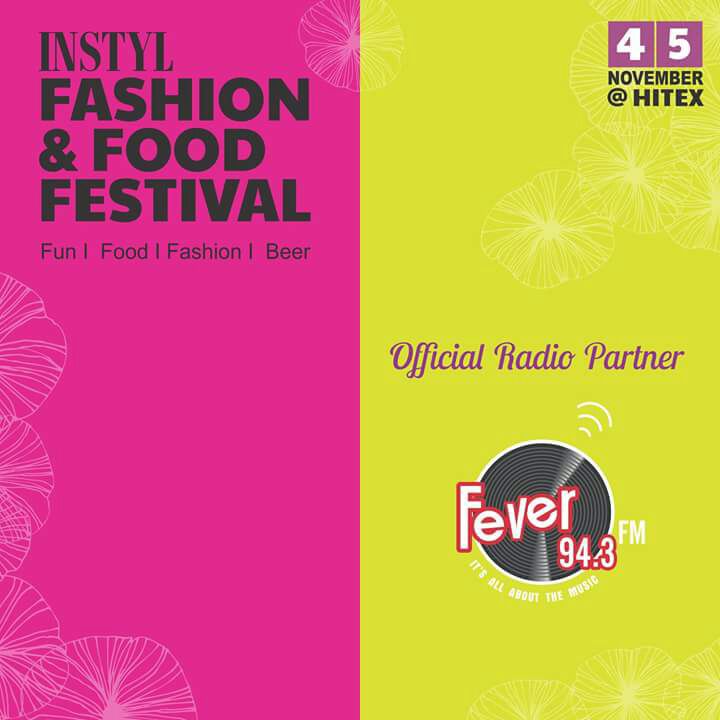 INSTYL
FASHION
& FOOD
FESTIVAL
Fun I Food I Fashion I Beer
4 5
NOVEMBER
@ HITEX
Official Radio Partner
Fever
94.3 FM
IT'S ALL ABOUT THE MUSIC